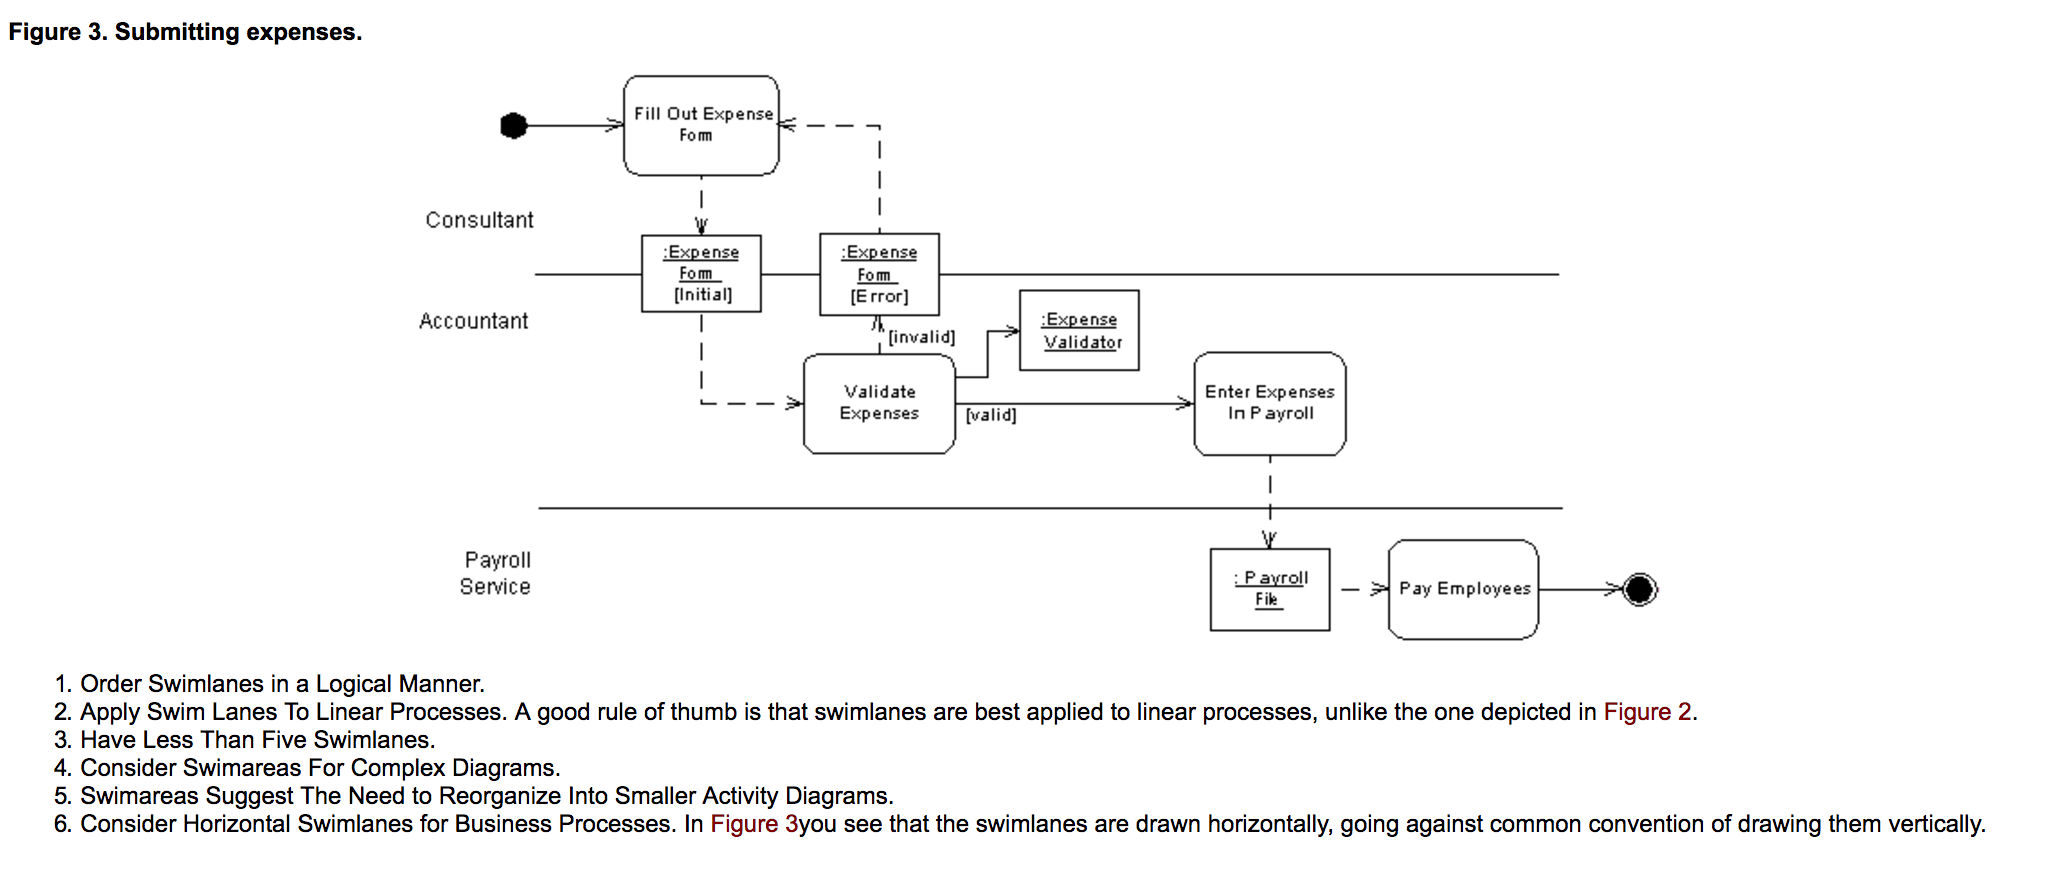 Figure 3. Submitting expenses.
Fill Out Expense
Form
Consultant
:Expense
Form
[Initial]
:Expense
Form
[Error]
Accountant
[invalid]
:Expense
Validator
Validate
Expenses
[valid]
Enter Expenses
In Payroll
Payroll
Service
: Payroll
File
Pay Employees
1. Order Swimlanes in a Logical Manner.
2. Apply Swim Lanes To Linear Processes. A good rule of thumb is that swimlanes are best applied to linear processes, unlike the one depicted in Figure 2.
3. Have Less Than Five Swimlanes.
4. Consider Swimareas For Complex Diagrams.
5. Swimareas Suggest The Need to Reorganize Into Smaller Activity Diagrams.
6. Consider Horizontal Swimlanes for Business Processes. In Figure 3you see that the swimlanes are drawn horizontally, going against common convention of drawing them vertically.